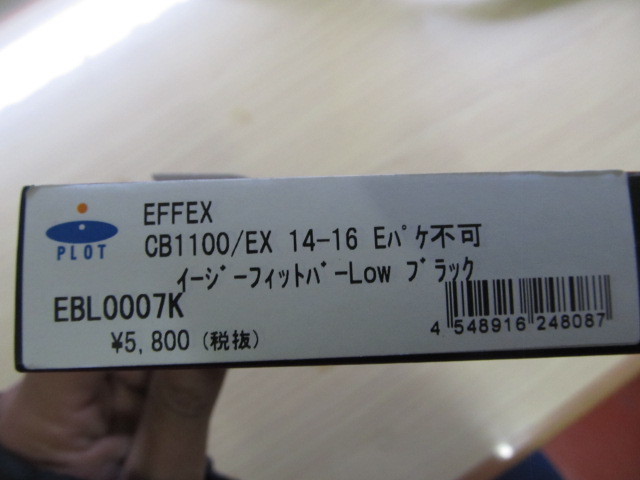 PLOT
EFFEX
CB1100/EX 14-16 Eﾊﾟｹ不可
ｲｰｼﾞｰﾌｨｯﾄﾊﾞｰLow ﾌﾞﾗｯｸ
EBL0007K
¥5,800 (税抜)
4 548916 248087